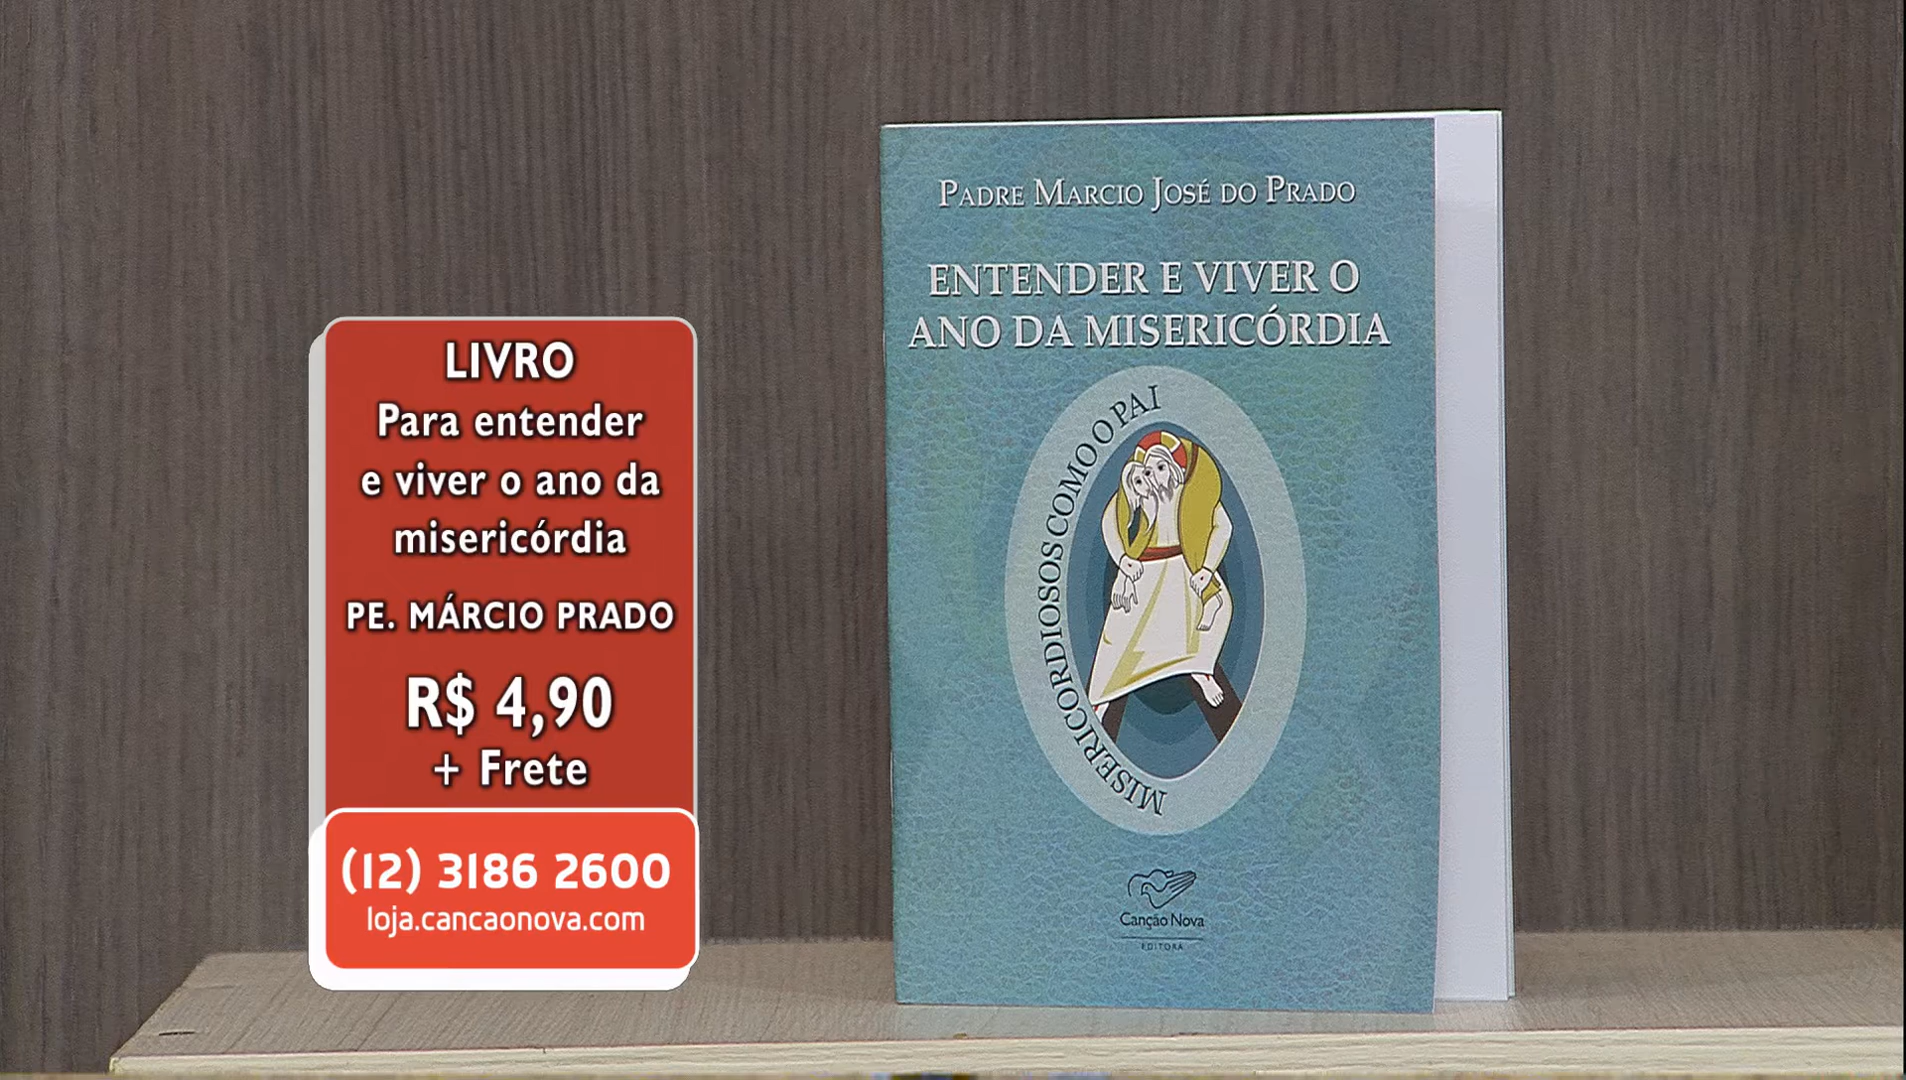 LIVRO
Para entender
e viver o ano da
misericórdia
PE. MÁRCIO PRADO
R$ 4,90
+ Frete
(12) 3186 2600
loja.cancaonova.com
PADRE MARCIO JOSÉ DO PRADO
ENTENDER E VIVER O
ANO DA MISERICÓRDIA
MISERICORDIOSOS COMO O PAI
Canção Nova
EDITORA